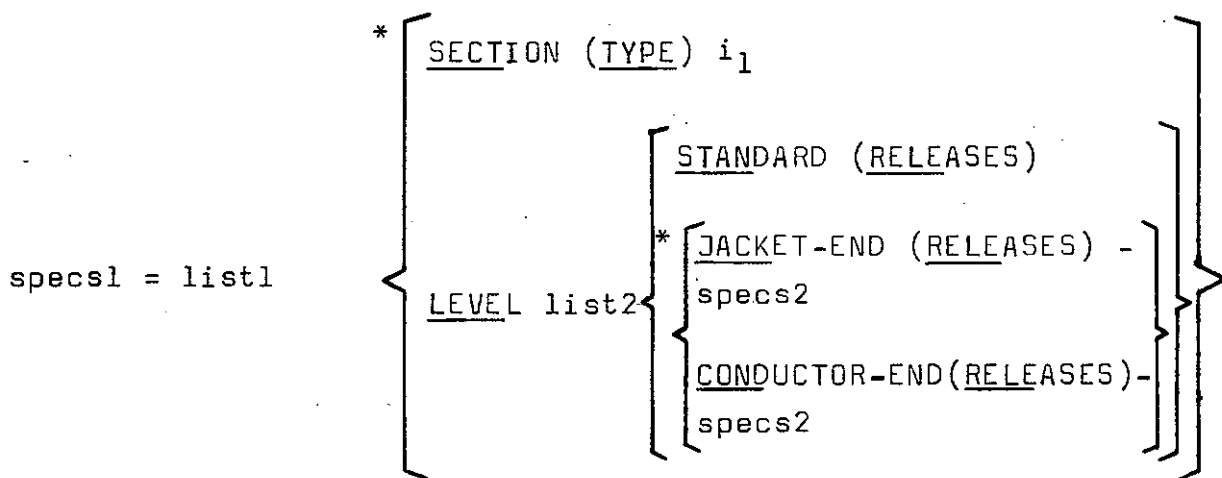 * SECTION (TYPE) i1
STANDARD (RELEASES)
* JACKET-END (RELEASES) -
specs2
specs1 = list1
LEVEL list2
CONDUCTOR-END(RELEASES)-
specs2